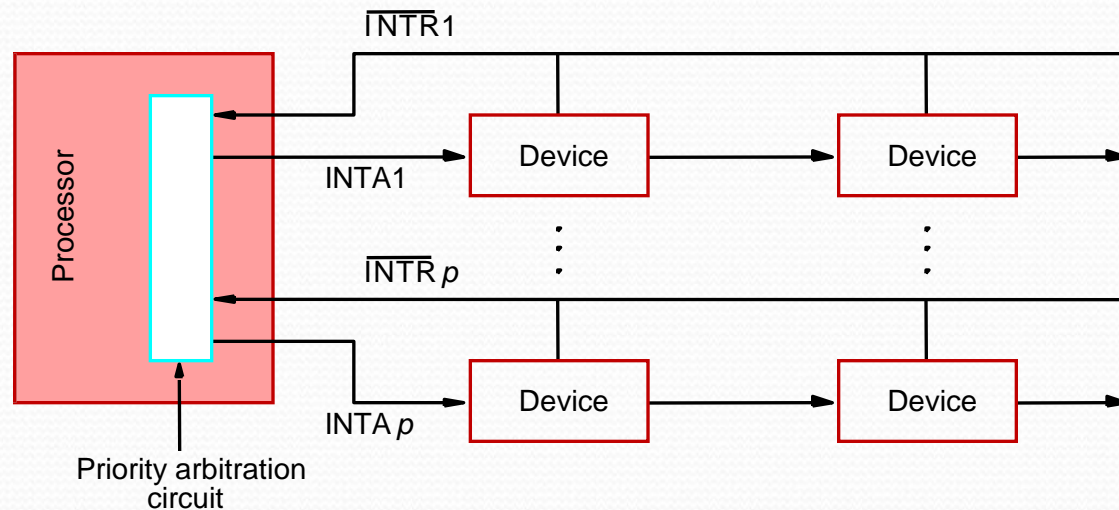 INTR1
Processor
INTA1
Device
Device
INTR p
Device
Device
INTA p
Priority arbitration
circuit